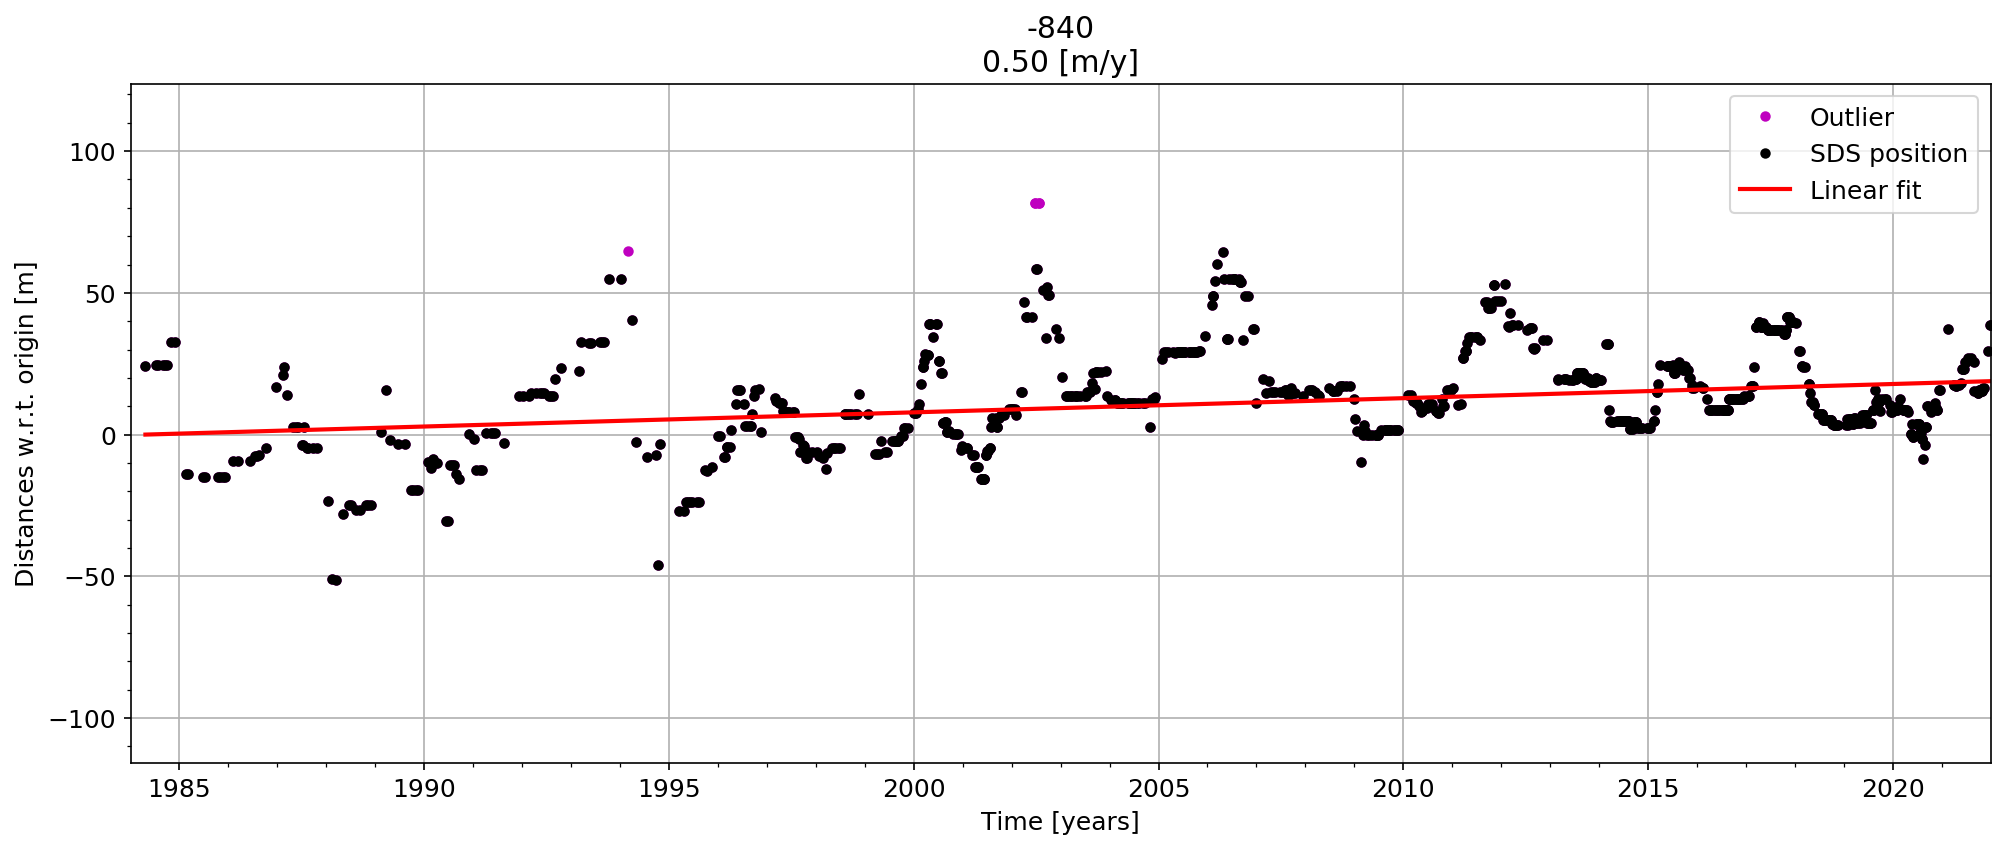 -840
0.50 [m/y]
Outlier
SDS position
Linear fit
Distances w.r.t. origin [m]
100
50
0
−50
−100
1985 1990 1995 2000 2005 2010 2015 2020
Time [years]